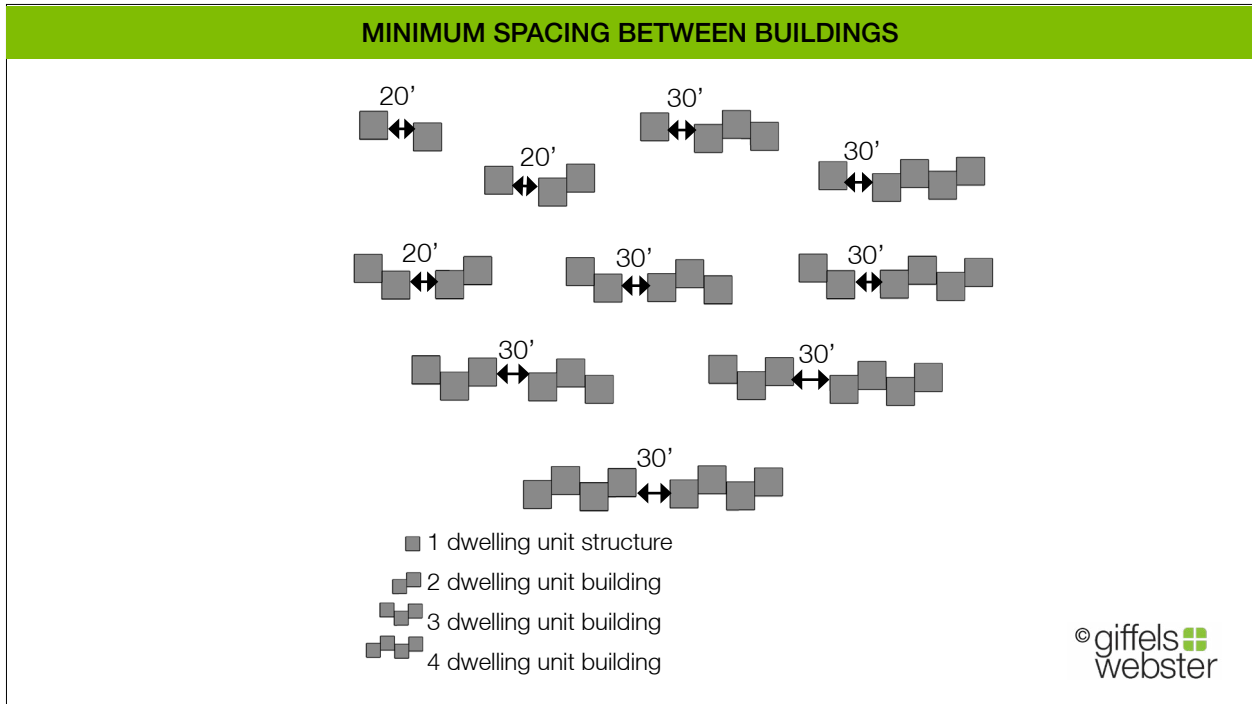 MINIMUM SPACING BETWEEN BUILDINGS
20’
30’
20’
30’
20’
30’
30’
30’
30’
30’
1 dwelling unit structure
2 dwelling unit building
3 dwelling unit building
4 dwelling unit building
© giffels
webster